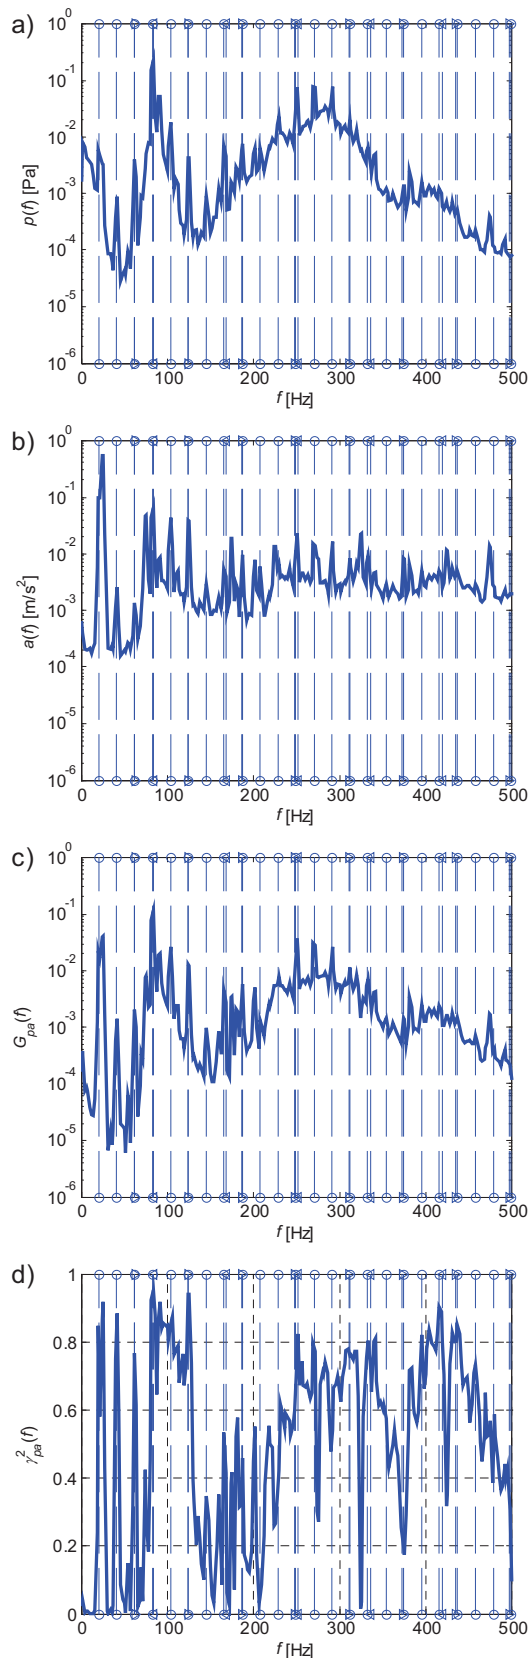 a)
10^0
10^-1
10^-2
p(f) [Pa]
10^-3
10^-4
10^-5
10^-6
0 100 200 300 400 500
f [Hz]
b)
10^0
10^-1
10^-2
a(f) [m/s^2]
10^-3
10^-4
10^-5
10^-6
0 100 200 300 400 500
f [Hz]
c)
10^0
10^-1
10^-2
G_pa(f)
10^-3
10^-4
10^-5
10^-6
0 100 200 300 400 500
f [Hz]
d)
1
0.8
0.6
γ^2_pa(f)
0.4
0.2
0
0 100 200 300 400 500
f [Hz]